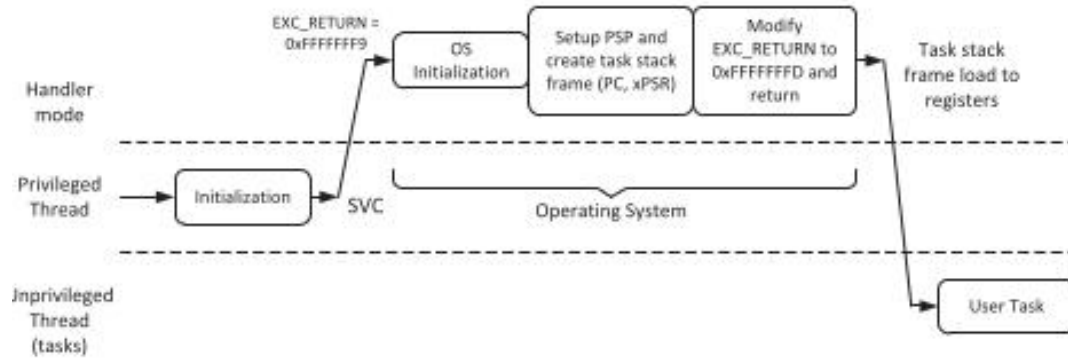 EXC_RETURN =
0xFFFFFFF9
OS
Initialization
Setup PSP and
create task stack
frame (PC, xPSR)
Modify
EXC_RETURN to
0xFFFFFFFD and
return
Task stack
frame load to
registers
Handler
mode
Privileged
Thread
Initialization
SVC
Operating System
Jnprivileged
Thread
(tasks)
User Task